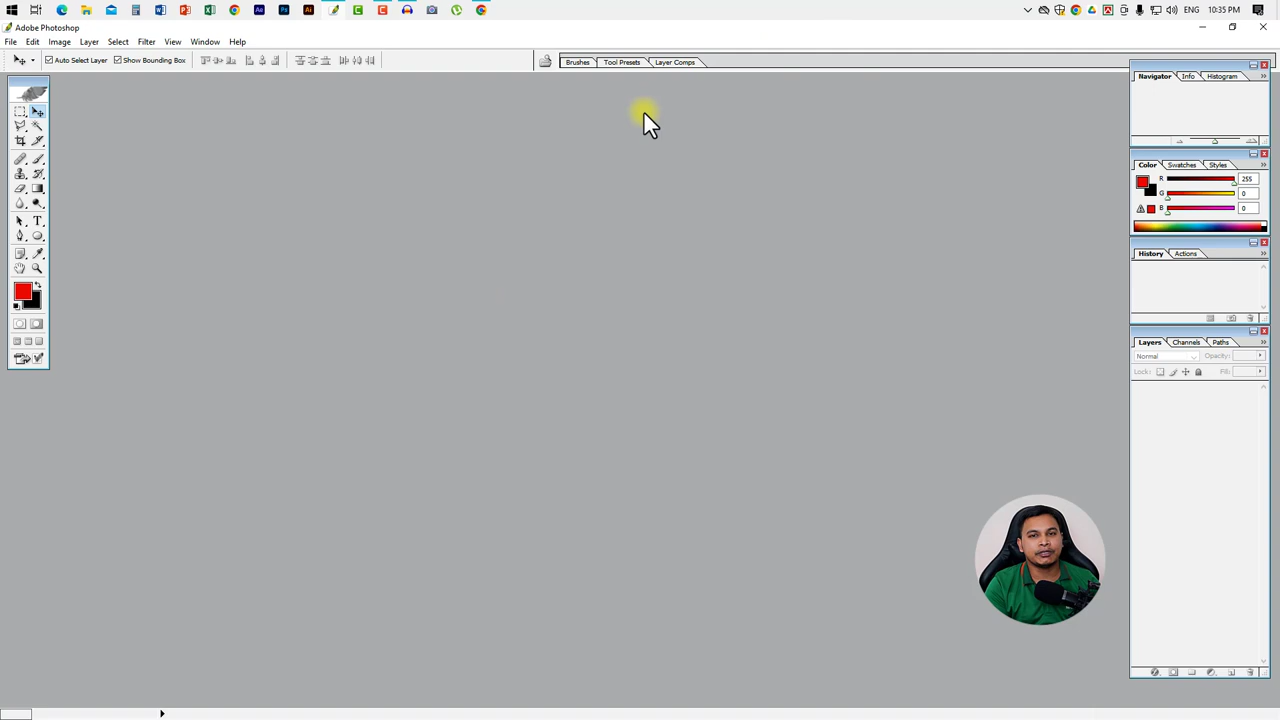 ENG
10:35 PM
Adobe Photoshop
File Edit Image Layer Select Filter View Window Help
Auto Select Layer Show Bounding Box
Brushes Tool Presets Layer Comps
Navigator Info Histogram
Color Swatches Styles
R 255
G 0
B 0
History Actions
Layers Channels Paths
Normal Opacity:
Lock: Fill: